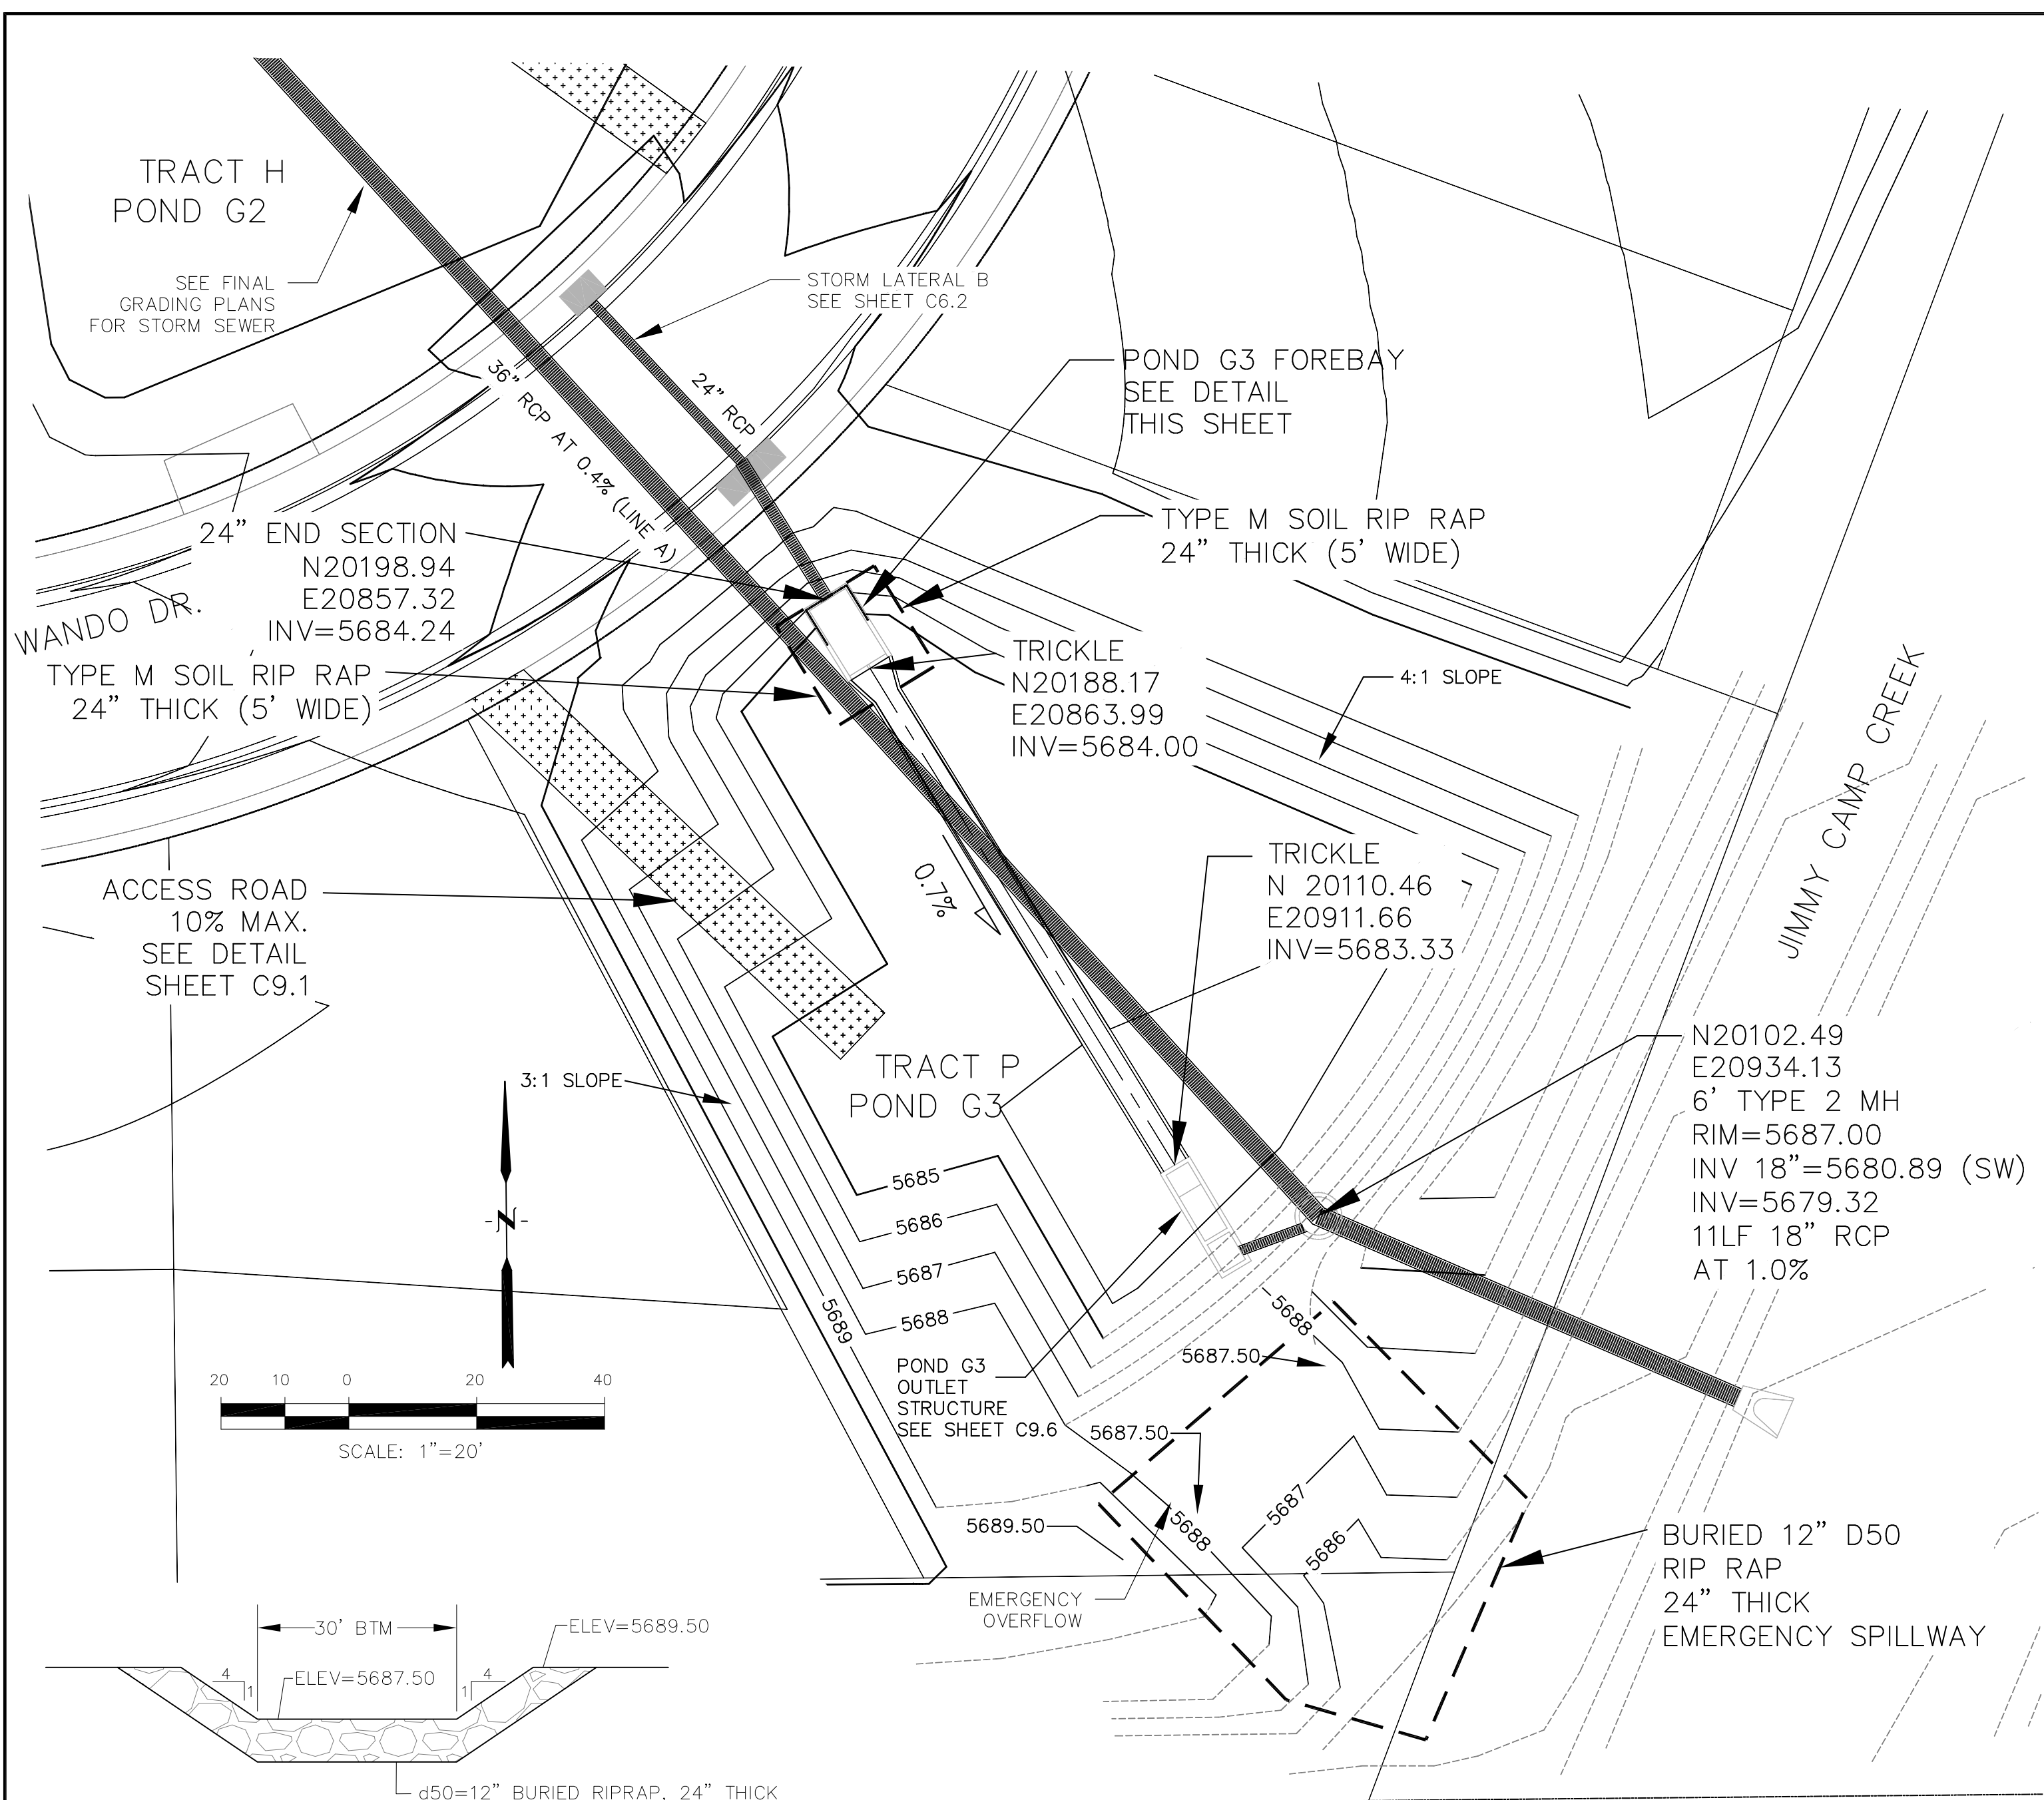 TRACT H
POND G2
SEE FINAL
GRADING PLANS
FOR STORM SEWER
STORM LATERAL B
SEE SHEET C6.2
36" RCP AT 0.4% (LINE A)
24" RCP
POND G3 FOREBAY
SEE DETAIL
THIS SHEET
TYPE M SOIL RIP RAP
24" THICK (5' WIDE)
24" END SECTION
N20198.94
E20857.32
INV=5684.24
WANDO DR.
TYPE M SOIL RIP RAP
24" THICK (5' WIDE)
TRICKLE
N20188.17
E20863.99
INV=5684.00
4:1 SLOPE
JIMMY CAMP CREEK
0.7%
TRICKLE
N 20110.46
E20911.66
INV=5683.33
ACCESS ROAD
10% MAX.
SEE DETAIL
SHEET C9.1
N20102.49
E20934.13
6' TYPE 2 MH
RIM=5687.00
INV 18"=5680.89 (SW)
INV=5679.32
11LF 18" RCP
AT 1.0%
3:1 SLOPE
TRACT P
POND G3
-N-
5685
5686
5687
5688
5689
5688
5687.50
POND G3
OUTLET
STRUCTURE
SEE SHEET C9.6
5687.50
20 10 0 20 40
SCALE: 1"=20'
5687
5688
5686
5689.50
EMERGENCY
OVERFLOW
BURIED 12" D50
RIP RAP
24" THICK
EMERGENCY SPILLWAY
30' BTM
ELEV=5689.50
ELEV=5687.50
4
1
4
1
d50=12" BURIED RIPRAP, 24" THICK